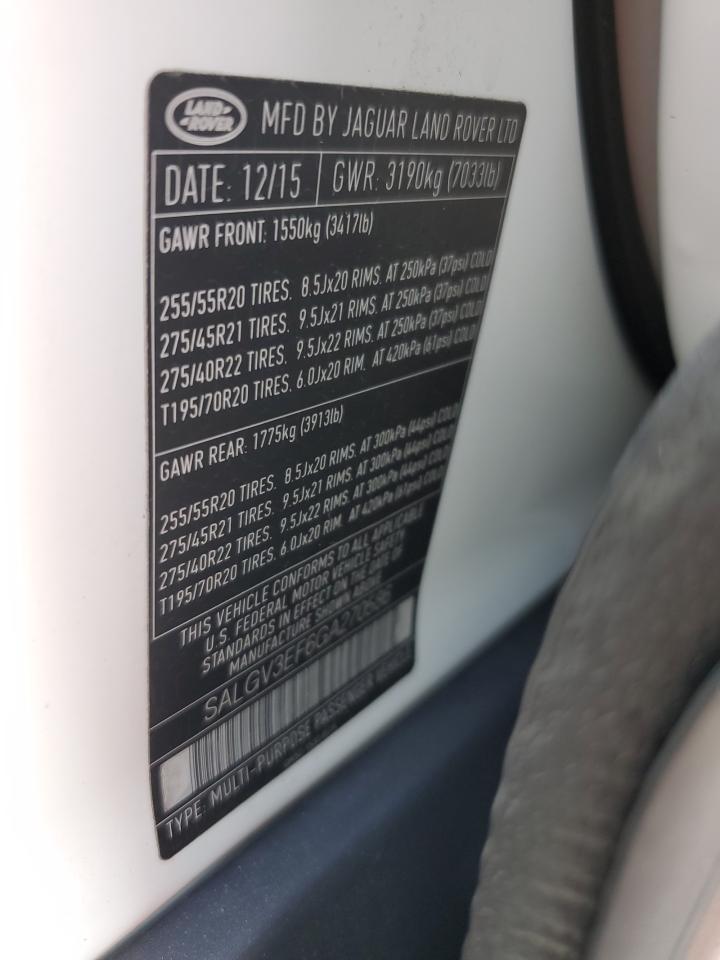 LAND-
-ROVER
MFD BY JAGUAR LAND ROVER LTD
DATE: 12/15 GWR: 3190kg (7033lb)
GAWR FRONT: 1550kg (3417lb)
255/55R20 TIRES. 8.5Jx20 RIMS. AT 250kPa (37psi) COLD
275/45R21 TIRES. 9.5Jx21 RIMS. AT 250kPa (37psi) COLD
275/40R22 TIRES. 9.5Jx22 RIMS. AT 250kPa (37psi) COLD
T195/70R20 TIRES. 6.0Jx20 RIM. AT 420kPa (61psi) COLD
GAWR REAR: 1775kg (3913lb)
255/55R20 TIRES. 8.5Jx20 RIMS. AT 300kPa (44psi) COLD
275/45R21 TIRES. 9.5Jx21 RIMS. AT 300kPa (44psi) COLD
275/40R22 TIRES. 9.5Jx22 RIMS. AT 300kPa (44psi) COLD
T195/70R20 TIRES. 6.0Jx20 RIM. AT 420kPa (61psi) COLD
THIS VEHICLE CONFORMS TO ALL APPLICABLE
U.S. FEDERAL MOTOR VEHICLE SAFETY
STANDARDS IN EFFECT ON THE DATE OF
MANUFACTURE SHOWN ABOVE
TYPE: MULTI-PURPOSE PASSENGER VEHICLE